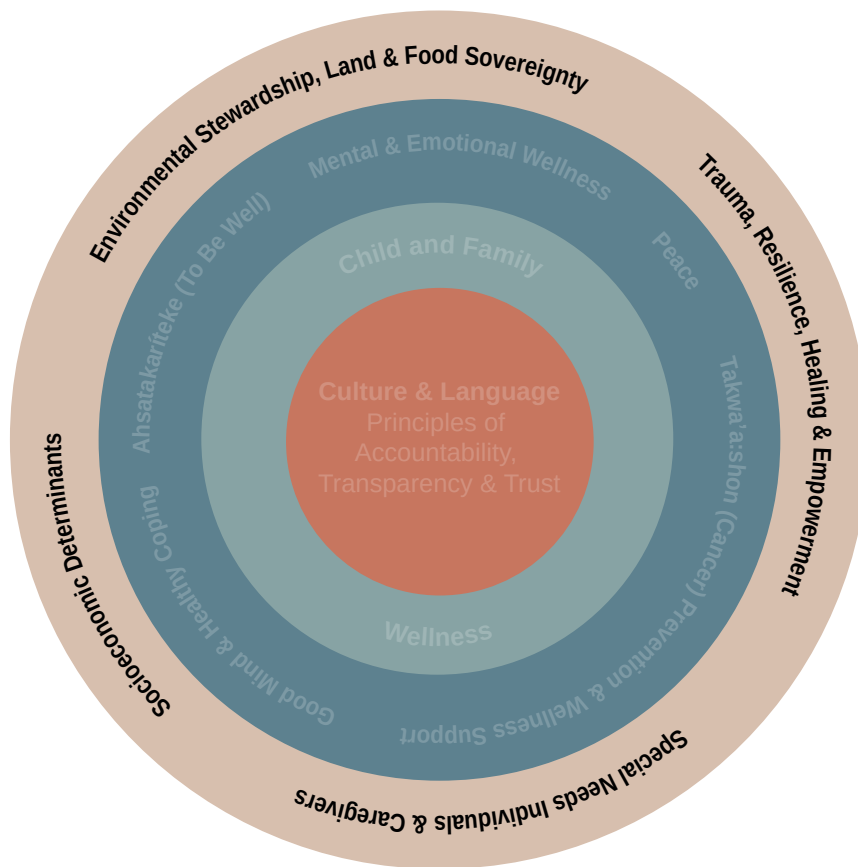 Environmental Stewardship, Land & Food Sovereignty
Trauma, Resilience, Healing & Empowerment
Special Needs Individuals & Caregivers
Socioeconomic Determinants
Mental & Emotional Wellness
Peace
Takwa'a:shon (Cancer) Prevention & Wellness Support
Good Mind & Healthy Coping
Ahsatakaríteke (To Be Well)
Child and Family
Wellness
Culture & Language
Principles of
Accountability,
Transparency & Trust